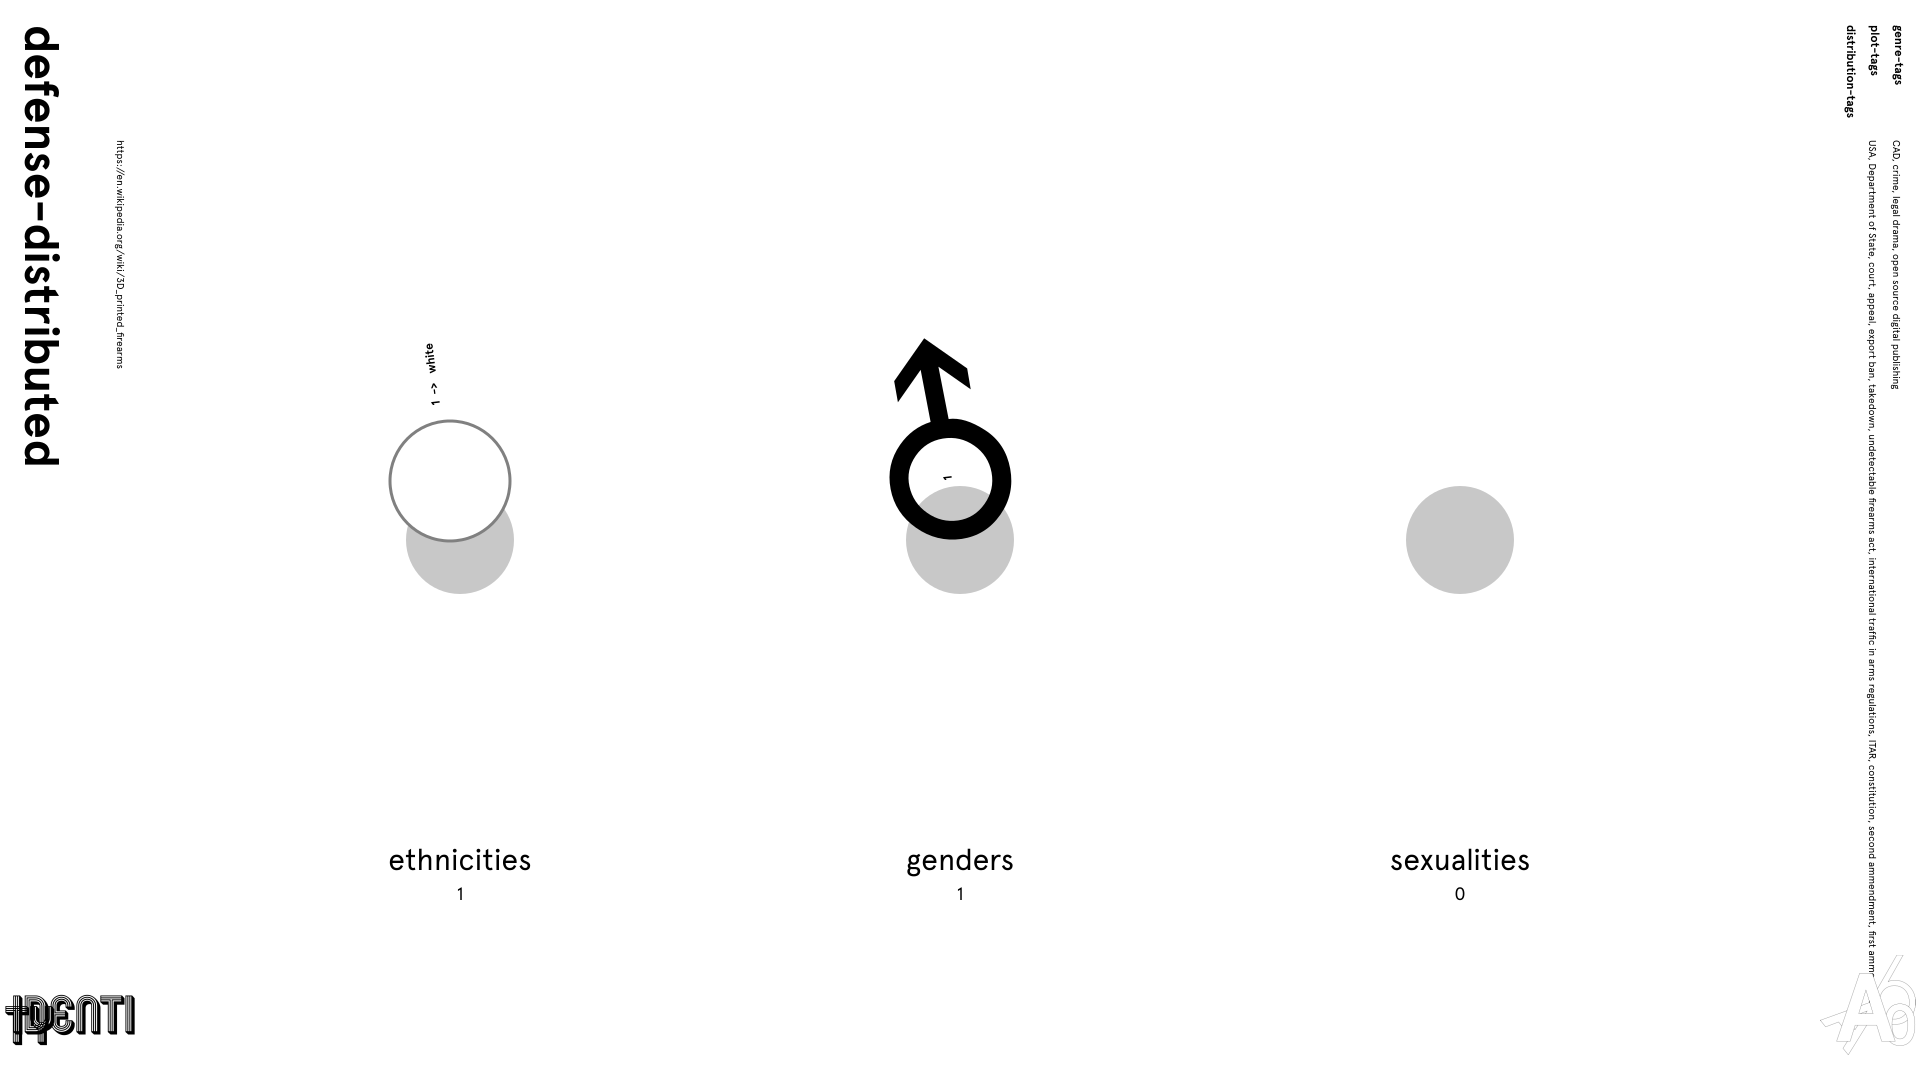 defense-distributed
https://en.wikipedia.org/wiki/3D_printed_firearms
1 -> white
1
ethnicities
1
genders
1
sexualities
0
genre-tags
CAD, crime, legal drama, open source digital publishing
plot-tags
USA, Department of State, court, appeal, export ban, takedown, undetectable firearms act, international traffic in arms regulations, ITAR, constitution, second ammendment, first amm
distribution-tags
IDENTI